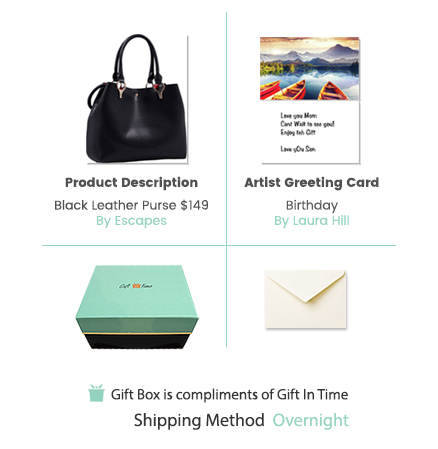 Love you Mom
Cant Wait to see you!
Enjoy teh Gift
Love yOu Son
Product Description
Artist Greeting Card
Black Leather Purse $149
By Escapes
Birthday
By Laura Hill
Gift In Time
Gift Box is compliments of Gift In Time
Shipping Method Overnight